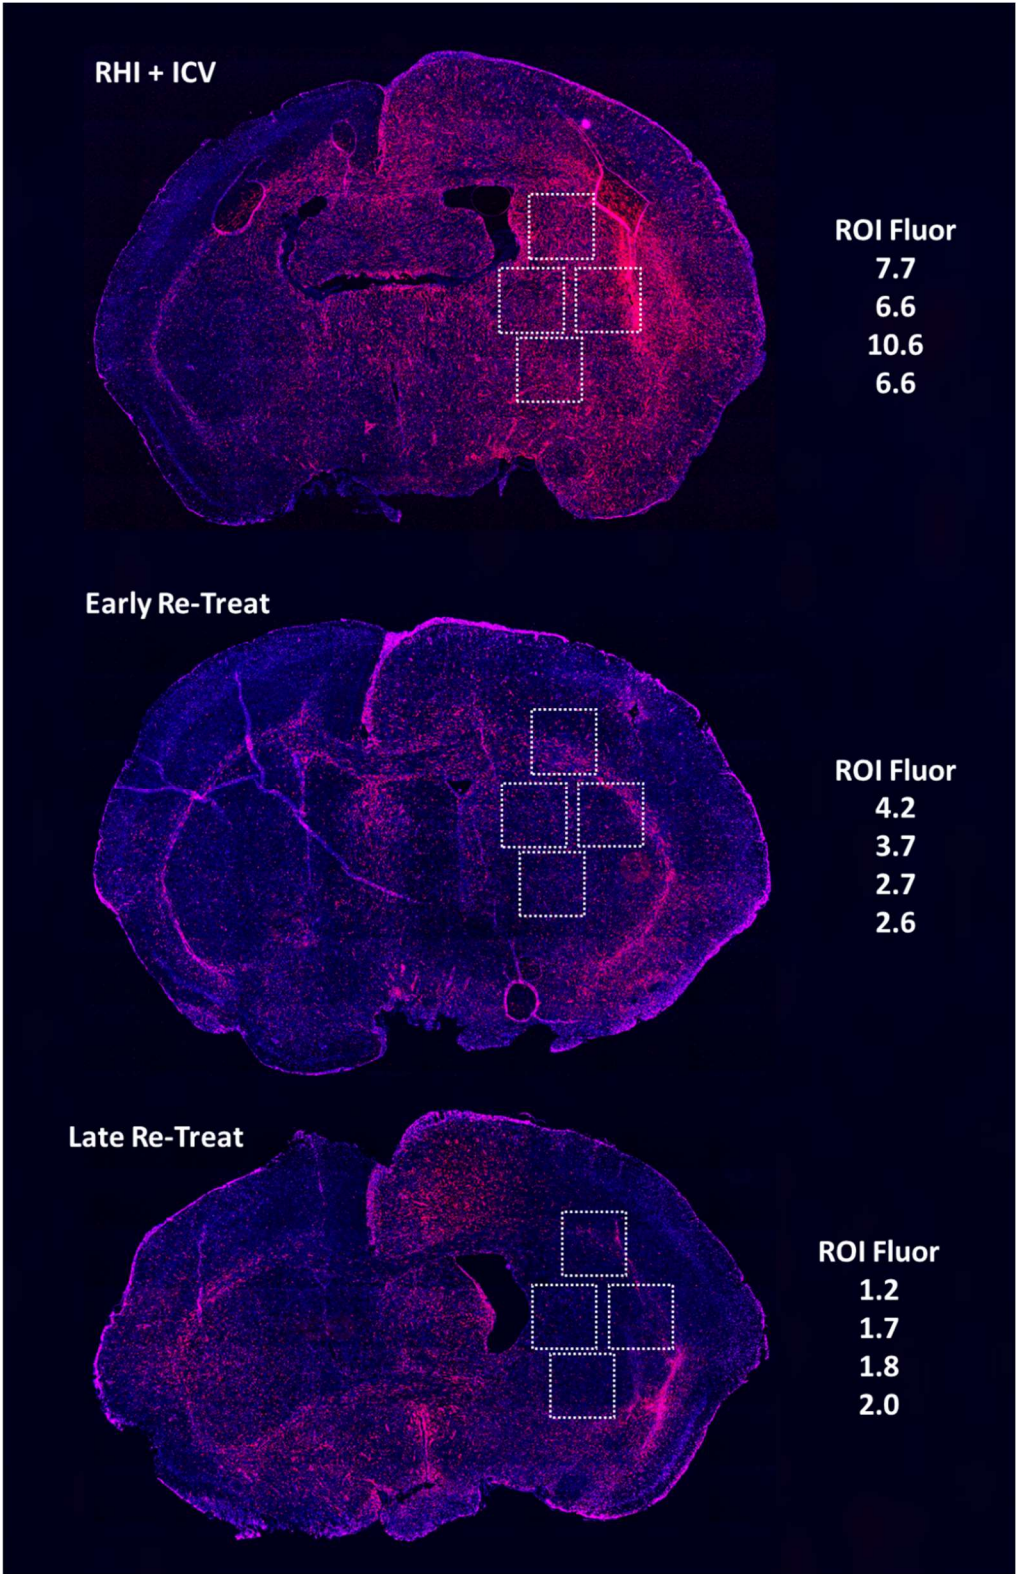 RHI + ICV
ROI Fluor
7.7
6.6
10.6
6.6
Early Re-Treat
ROI Fluor
4.2
3.7
2.7
2.6
Late Re-Treat
ROI Fluor
1.2
1.7
1.8
2.0